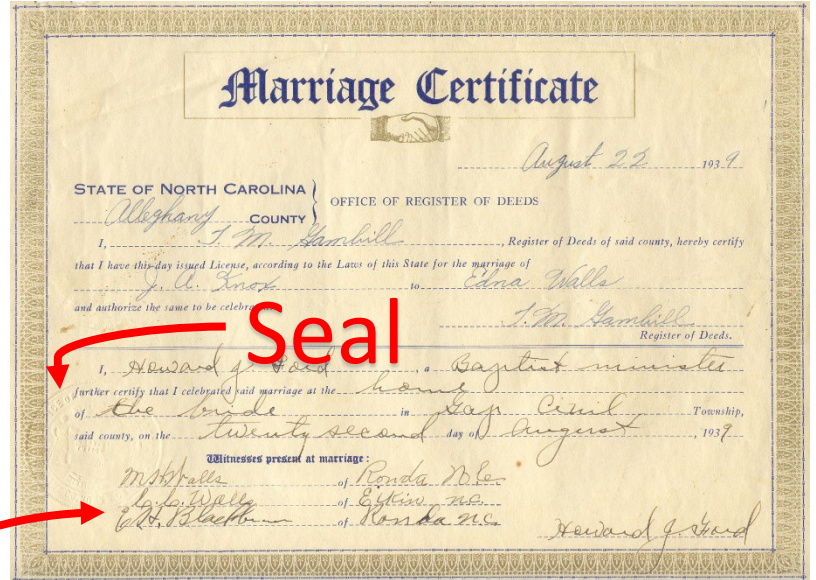 Marriage Certificate
August 22 1939
STATE OF NORTH CAROLINA
Alleghany COUNTY
OFFICE OF REGISTER OF DEEDS
I, T. M. Gambill, Register of Deeds of said county, hereby certify
that I have this day issued License, according to the Laws of this State for the marriage of
J. A. Knox to Edna Walls
and authorize the same to be
Seal
T. M. Gambill
Register of Deeds.
I, Howard J. Ford, a Baptist minister
further certify that I celebrated said marriage at the home
of the bride in Gap Civil Township,
said county, on the twenty second day of August, 1939
Witnesses present at marriage:
Walls of Ronda N.C.
C. C. Walls of Elkin NC
E. H. Blackburn of Ronda NC
Howard J. Ford